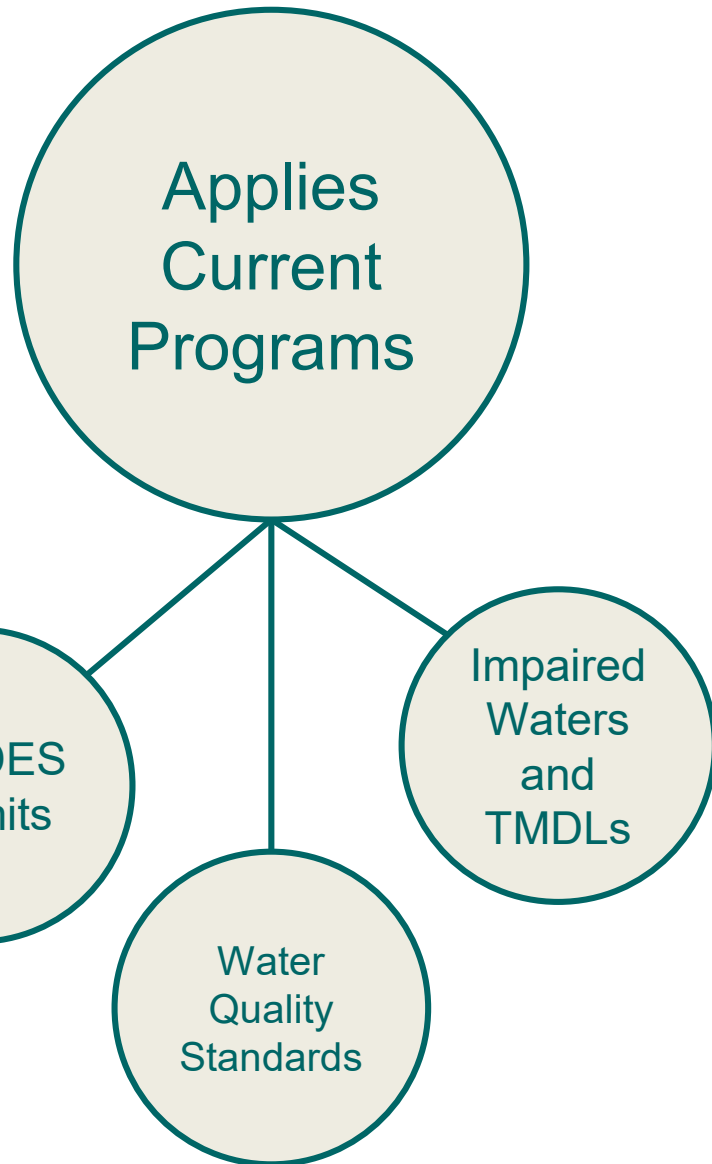 Applies
Current
Programs
Impaired
Waters
and
TMDLs
Water
Quality
Standards